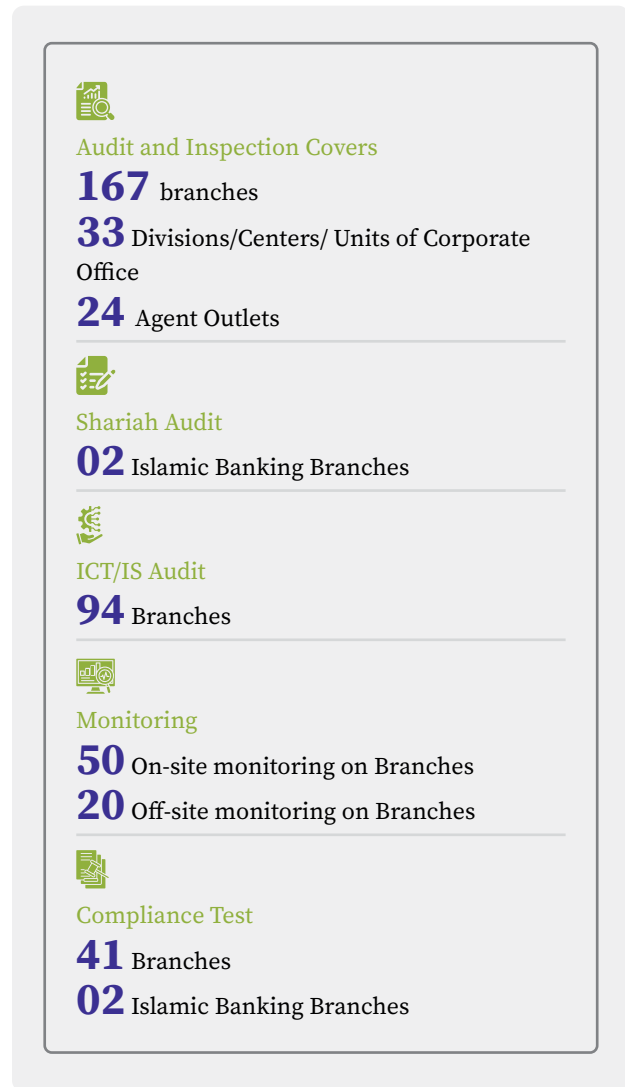 Audit and Inspection Covers
167 branches
33 Divisions/Centers/ Units of Corporate
Office
24 Agent Outlets
Shariah Audit
02 Islamic Banking Branches
ICT/IS Audit
94 Branches
Monitoring
50 On-site monitoring on Branches
20 Off-site monitoring on Branches
Compliance Test
41 Branches
02 Islamic Banking Branches